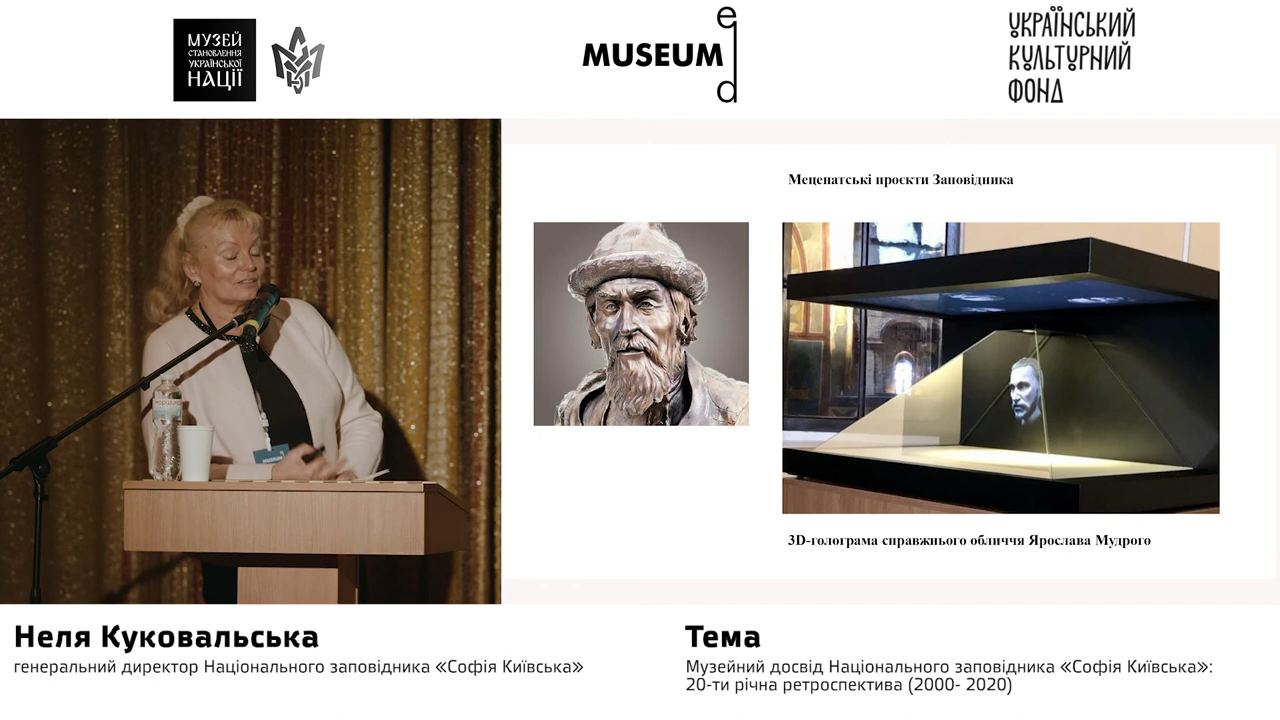 МУЗЕЙ
СТАНОВЛЕННЯ
УКРАЇНСЬКОЇ
НАЦІЇ
MUSEUM
ed
УКРАЇНСЬКИЙ
КУЛЬТУРНИЙ
ФОНД
Меценатські проєкти Заповідника
3D-голограма справжнього обличчя Ярослава Мудрого
Неля Куковальська
генеральний директор Національного заповідника «Софія Київська»
Тема
Музейний досвід Національного заповідника «Софія Київська»:
20-ти річна ретроспектива (2000- 2020)